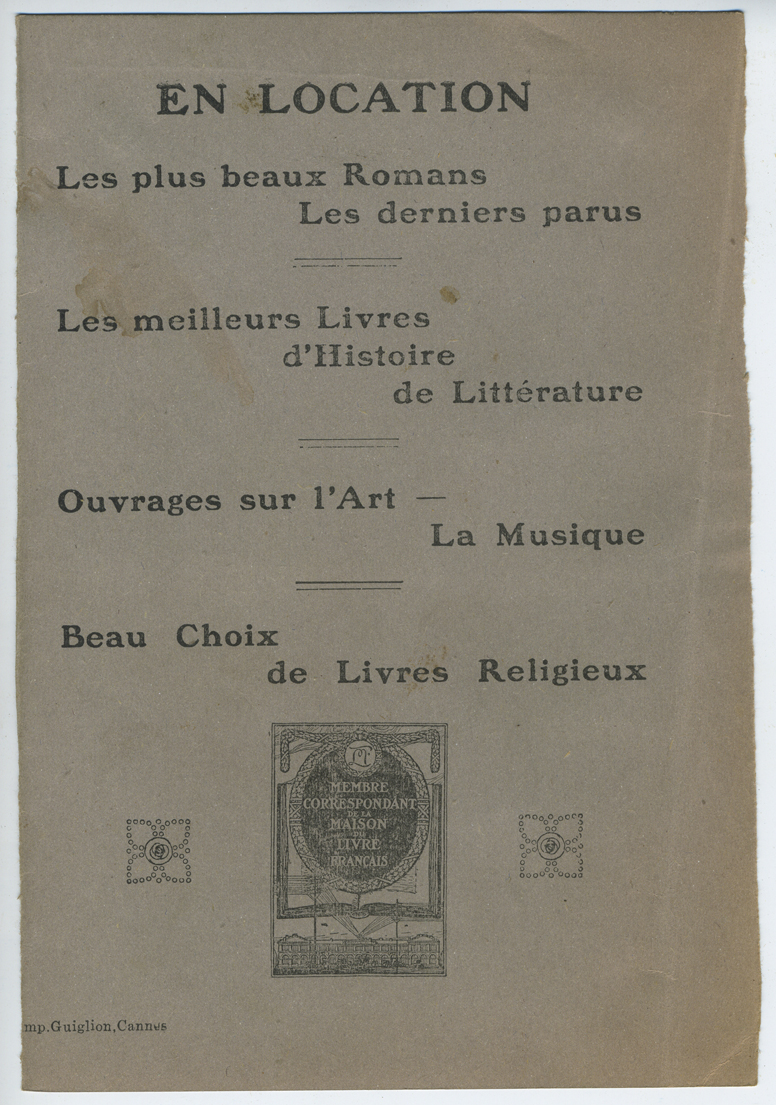 EN LOCATION
Les plus beaux Romans
Les derniers parus
Les meilleurs Livres
d'Histoire
de Littérature
Ouvrages sur l'Art —
La Musique
Beau Choix
de Livres Religieux
MEMBRE
CORRESPONDANT
DE LA
MAISON
DU
LIVRE
FRANÇAIS
mp.Guiglion,Cannes